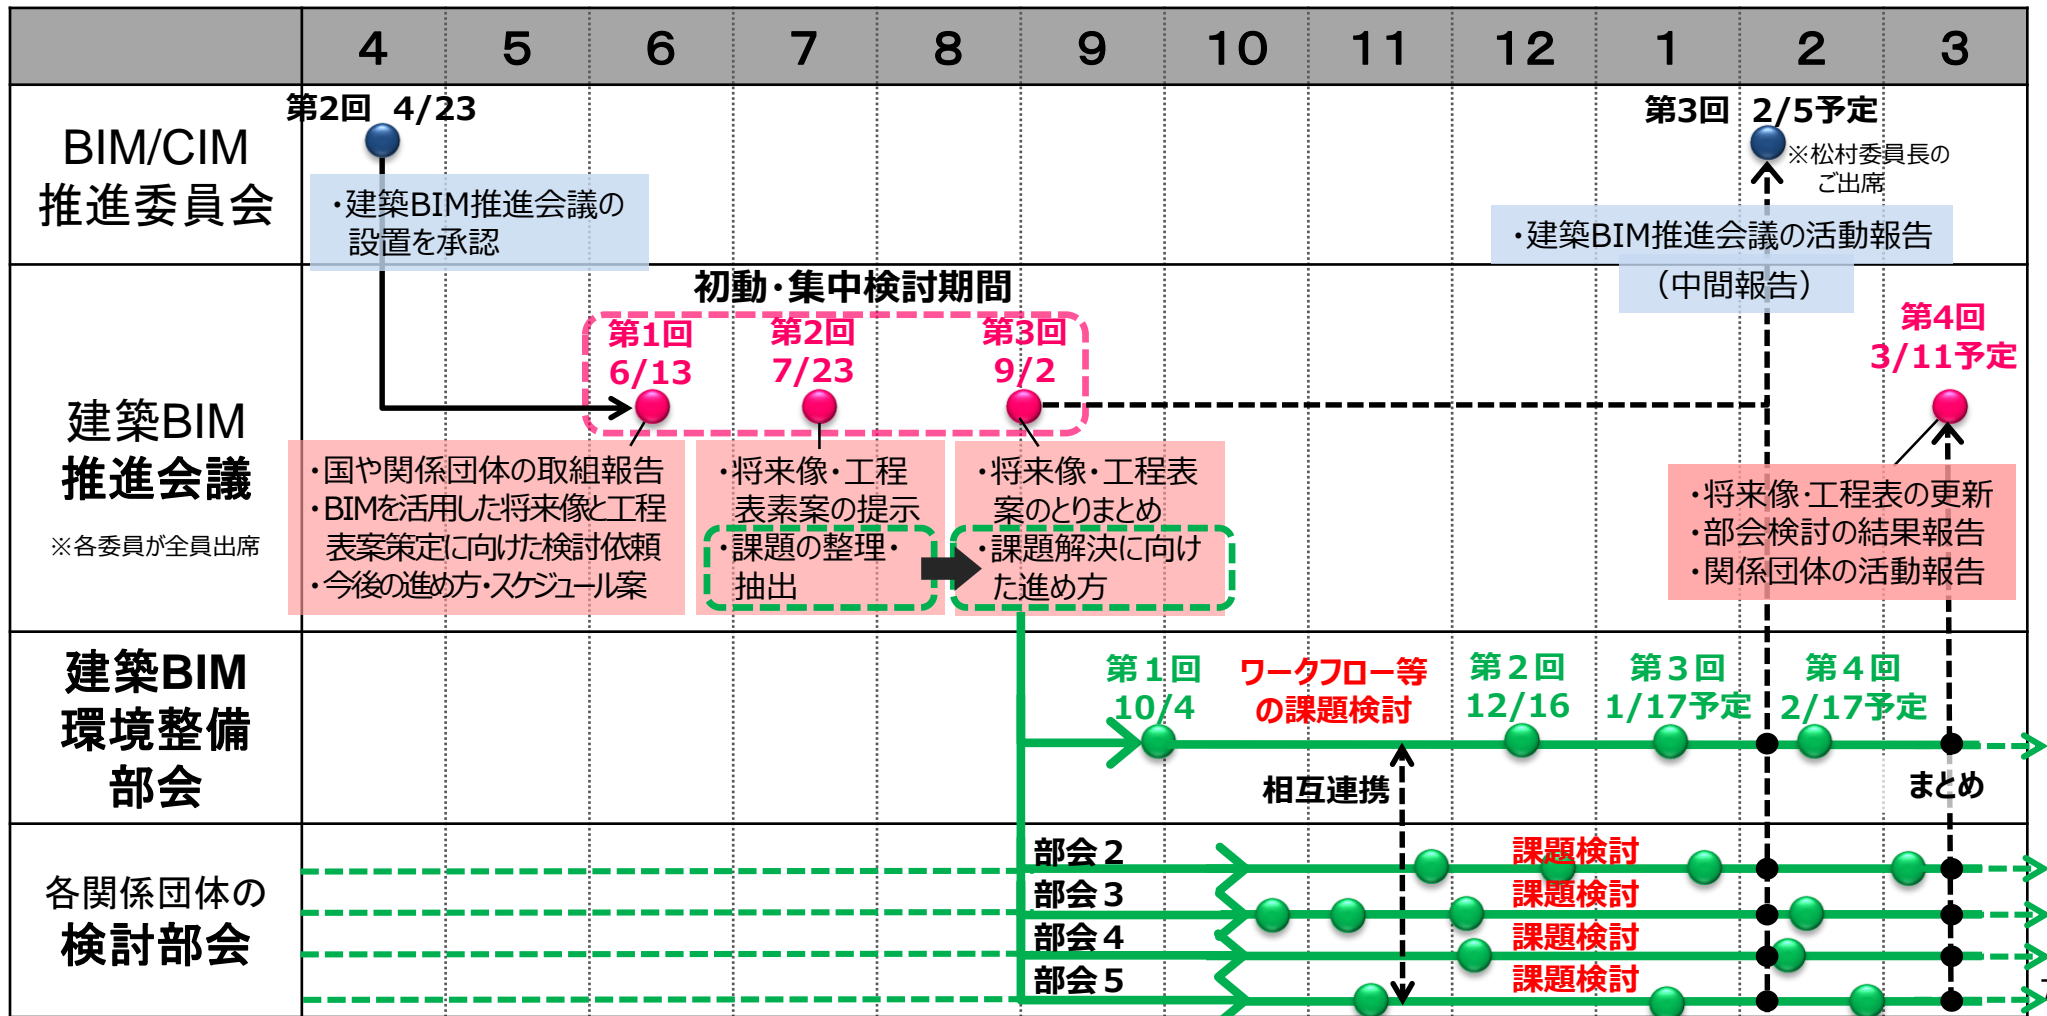 4 5 6 7 8 9 10 11 12 1 2 3
BIM/CIM
推進委員会
第2回 4/23
・建築BIM推進会議の
設置を承認
第3回 2/5予定
※松村委員長の
ご出席
・建築BIM推進会議の活動報告
（中間報告）
建築BIM
推進会議
※各委員が全員出席
初動・集中検討期間
第1回
6/13
第2回
7/23
第3回
9/2
第4回
3/11予定
・国や関係団体の取組報告
・BIMを活用した将来像と工程
表案策定に向けた検討依頼
・今後の進め方・スケジュール案
・将来像・工程
表素案の提示
・課題の整理・
抽出
・将来像・工程表
案のとりまとめ
・課題解決に向け
た進め方
・将来像・工程表の更新
・部会検討の結果報告
・関係団体の活動報告
建築BIM
環境整備
部会
第１回
10/4
ワークフロー等
の課題検討
第２回
12/16
第３回
1/17予定
第４回
2/17予定
相互連携
まとめ
各関係団体の
検討部会
部会２
課題検討
部会３
課題検討
部会４
課題検討
部会５
課題検討